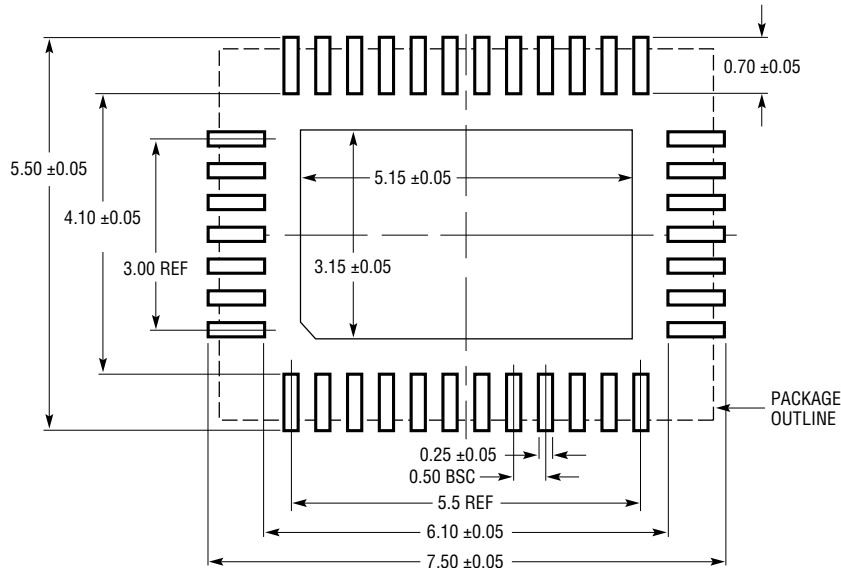 0.70 ±0.05
5.50 ±0.05
5.15 ±0.05
4.10 ±0.05
3.00 REF
3.15 ±0.05
PACKAGE
OUTLINE
0.25 ±0.05
0.50 BSC
5.5 REF
6.10 ±0.05
7.50 ±0.05